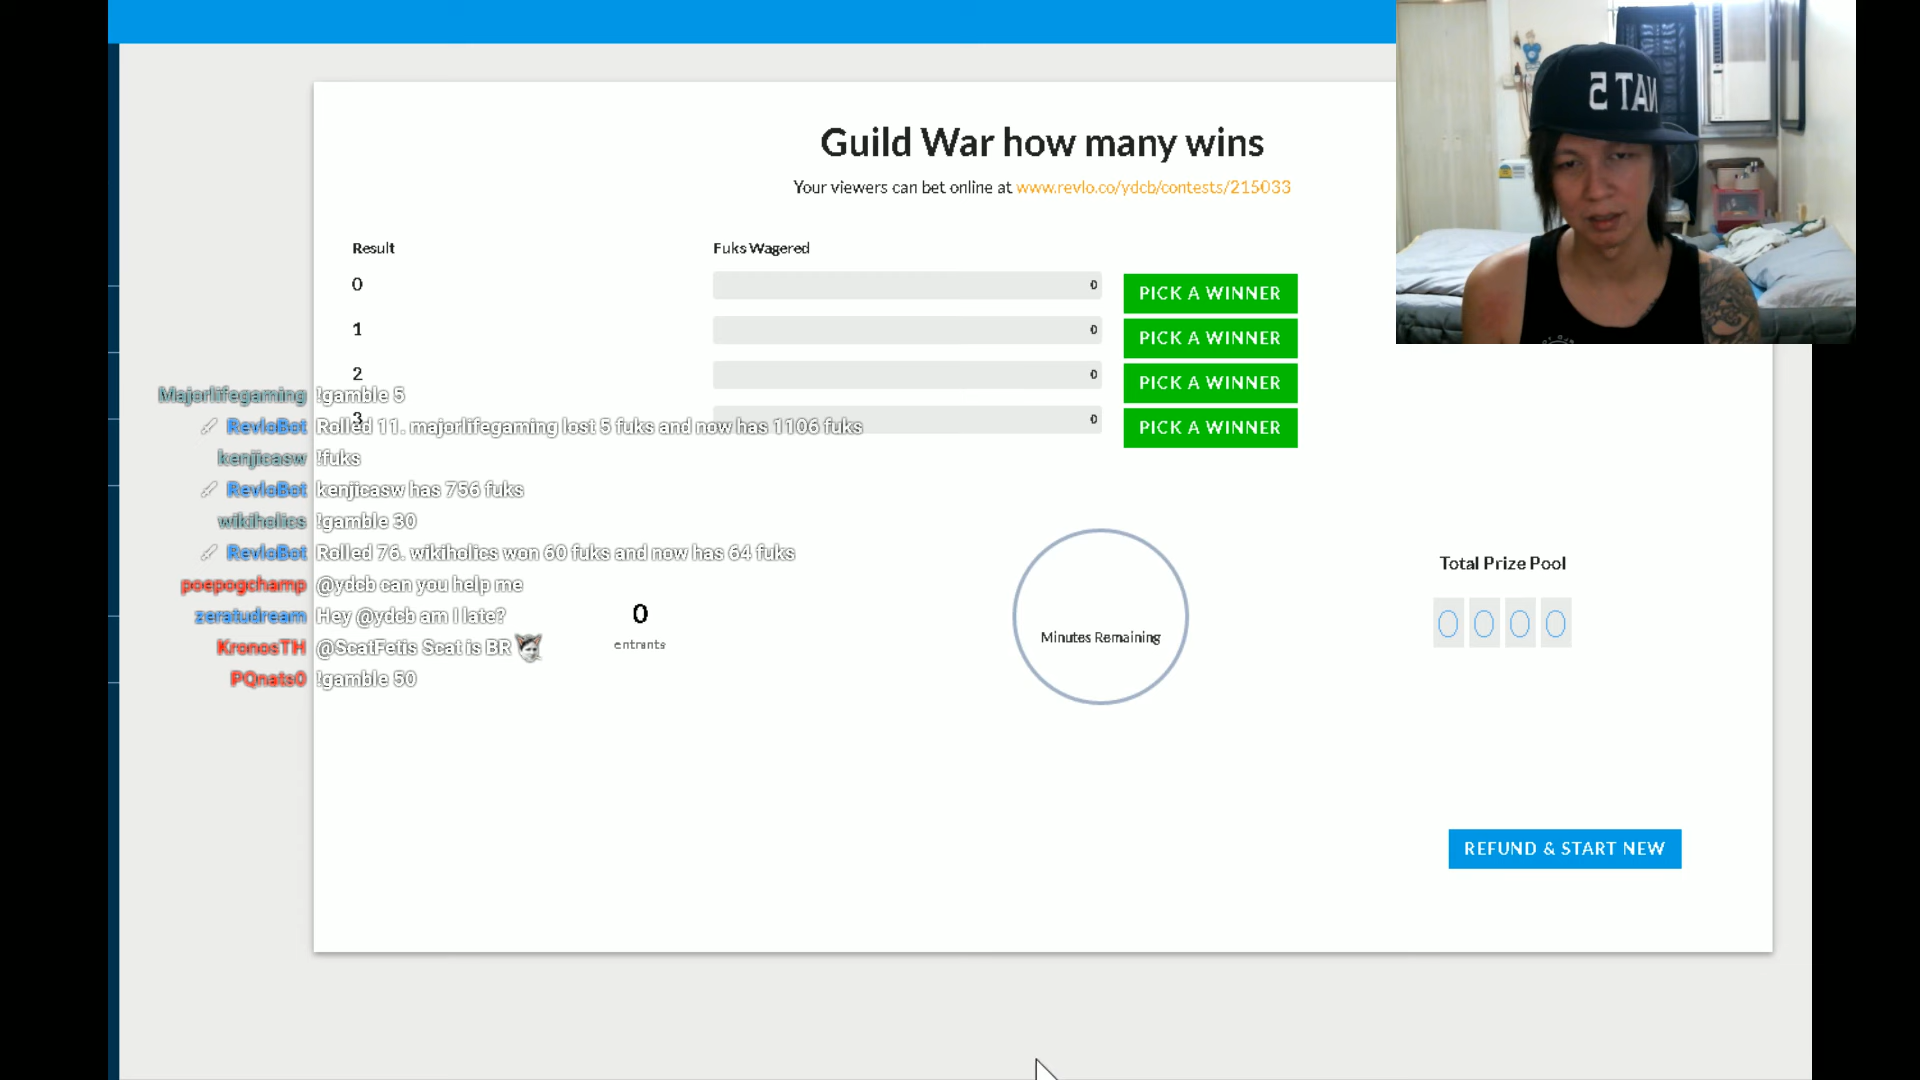 Guild War how many wins
Your viewers can bet online at www.revlo.co/ydcb/contests/215033
Result Fuks Wagered
0 0 PICK A WINNER
1 0 PICK A WINNER
2 0 PICK A WINNER
3 0 PICK A WINNER
Majorlifegaming !gamble 5
RevloBot Rolled 11. majorlifegaming lost 5 fuks and now has 1106 fuks
kenjicasw !fuks
RevloBot kenjicasw has 756 fuks
wikiholics !gamble 30
RevloBot Rolled 76. wikiholics won 60 fuks and now has 64 fuks
poepogchamp @ydcb can you help me
zeratudream Hey @ydcb am I late?
KronosTH @ScatFetis Scat is BR
PQnats0 !gamble 50
0
entrants
Minutes Remaining
Total Prize Pool
0 0 0 0
REFUND & START NEW